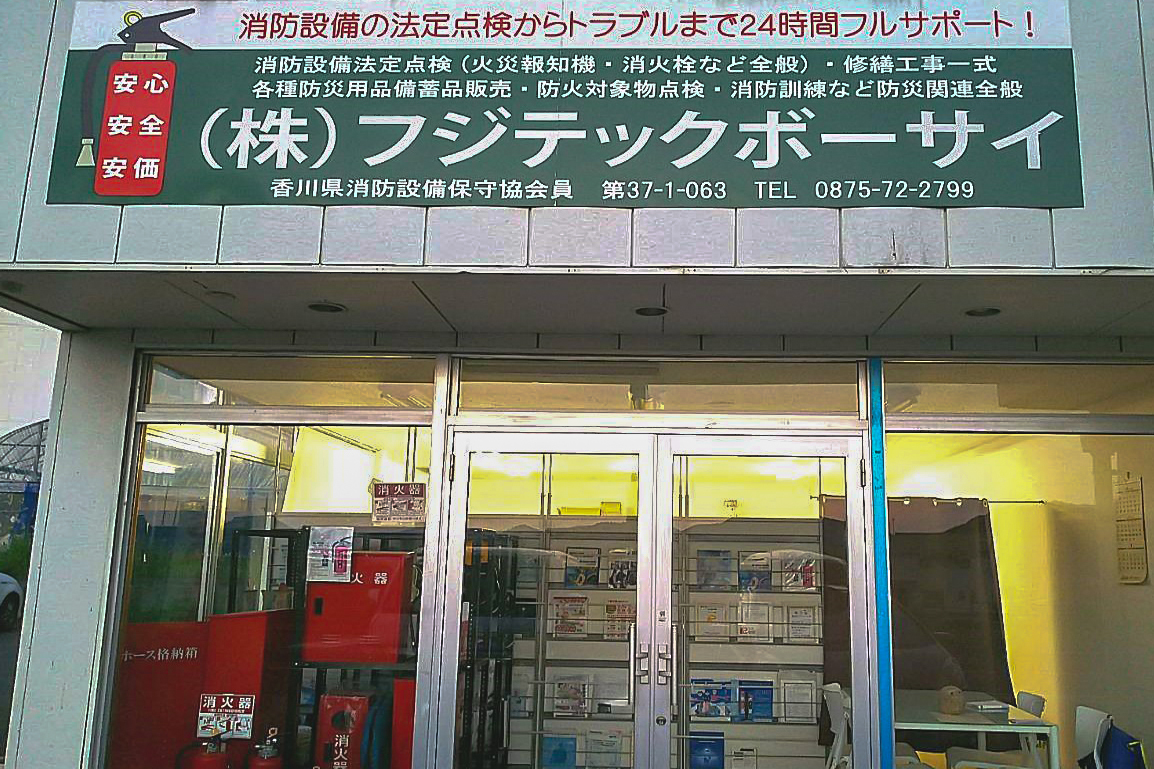 消防設備の法定点検からトラブルまで24時間フルサポート！
消防設備法定点検（火災報知機・消火栓など全般）・修繕工事一式
各種防災用品備蓄品販売・防火対象物点検・消防訓練など防災関連全般
（株）フジテックボーサイ
香川県消防設備保守協会員 第37-1-063 TEL 0875-72-2799
安心
安全
安価
消火器
火器
ホース格納箱
消火器
消火器